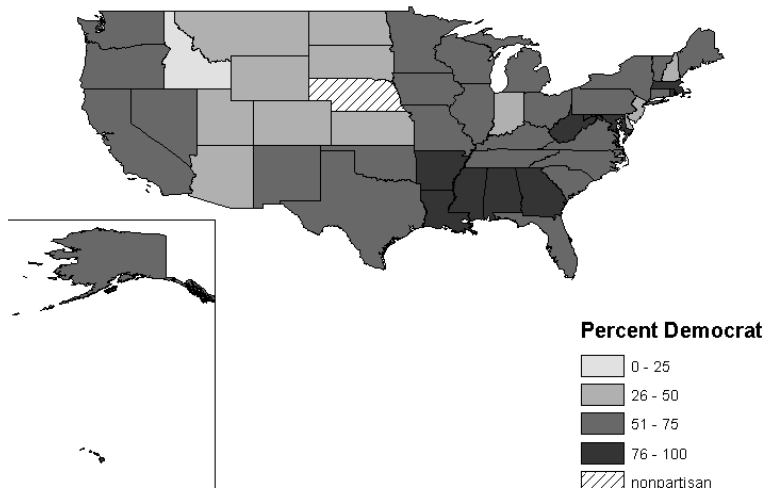 Percent Democrat
0 - 25
26 - 50
51 - 75
76 - 100
nonpartisan